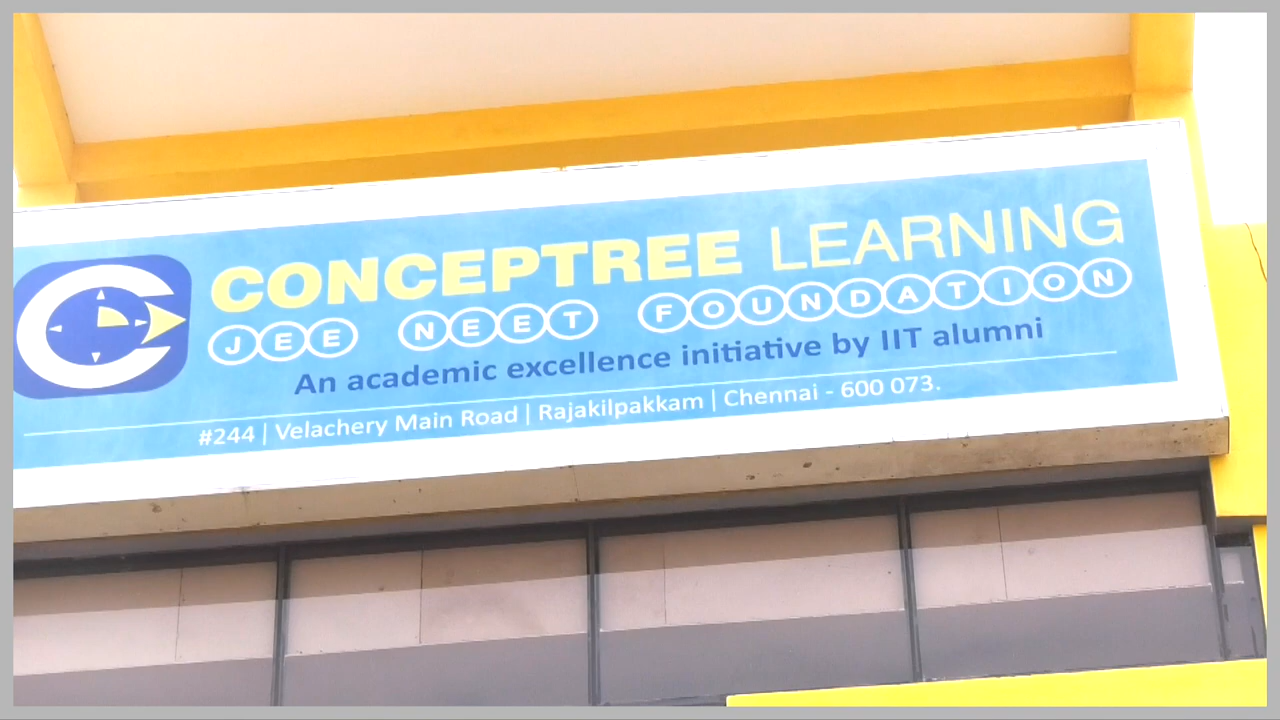 CONCEPTREE LEARNING
JEE NEET FOUNDATION
An academic excellence initiative by IIT alumni
#244 | Velachery Main Road | Rajakilpakkam | Chennai - 600 073.